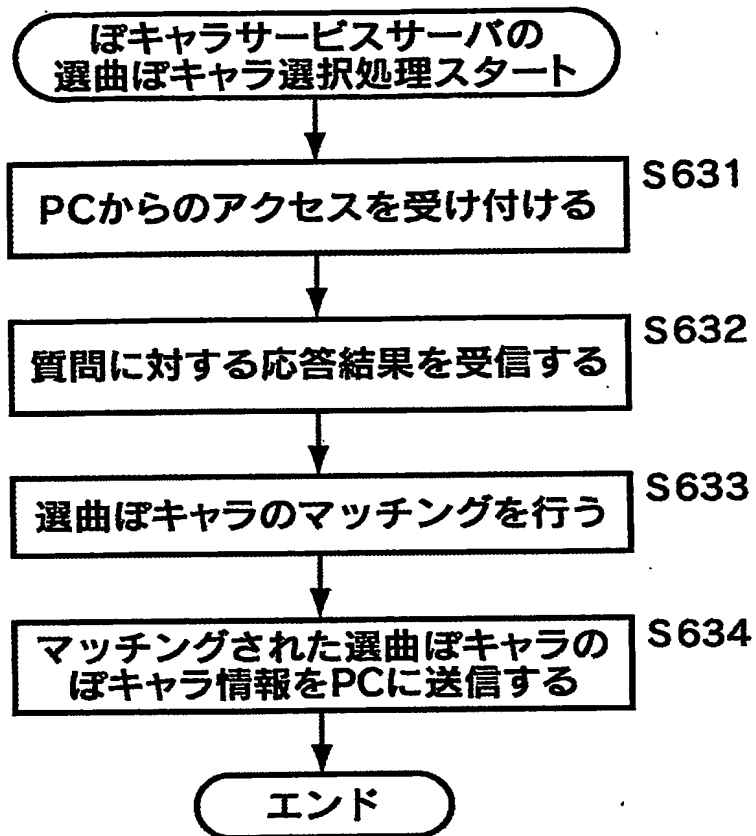 ぽキャラサービスサーバの
選曲ぽキャラ選択処理スタート
PCからのアクセスを受け付ける
S631
質問に対する応答結果を受信する
S632
選曲ぽキャラのマッチングを行う
S633
マッチングされた選曲ぽキャラの
ぽキャラ情報をPCに送信する
S634
エンド